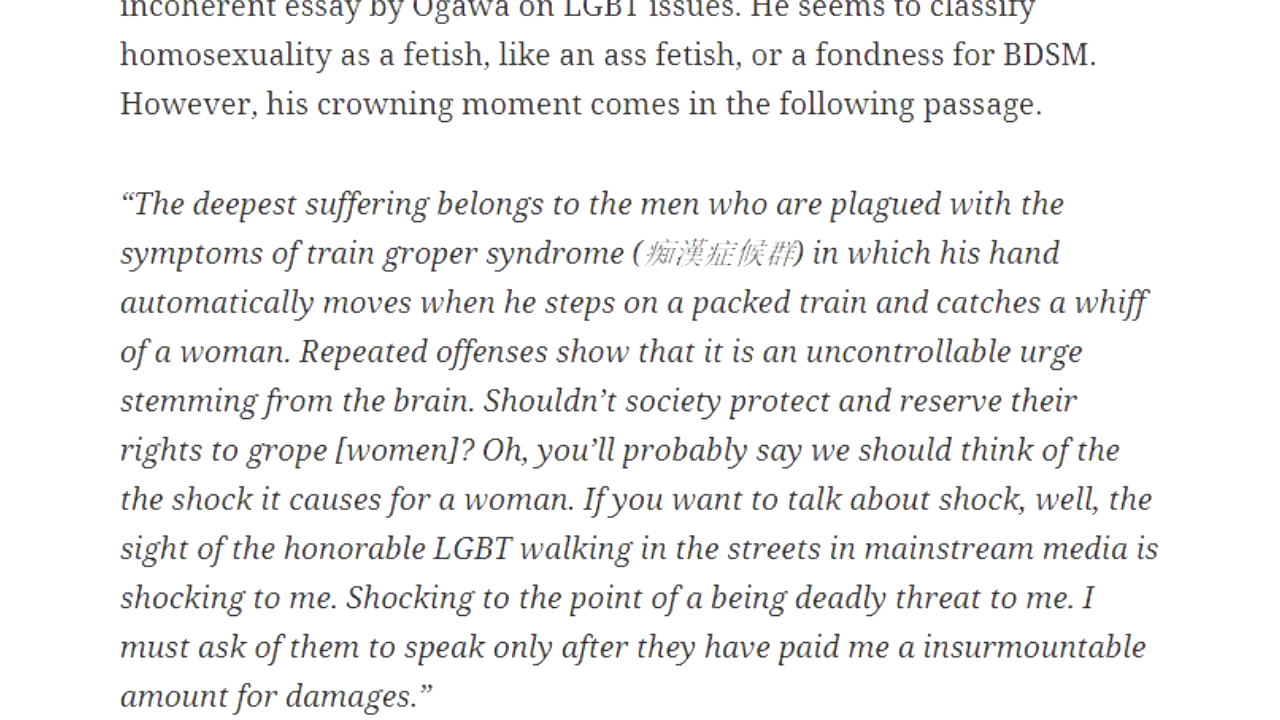 incoherent essay by Ogawa on LGBT issues. He seems to classify
homosexuality as a fetish, like an ass fetish, or a fondness for BDSM.
However, his crowning moment comes in the following passage.
“The deepest suffering belongs to the men who are plagued with the
symptoms of train groper syndrome (痴漢症候群) in which his hand
automatically moves when he steps on a packed train and catches a whiff
of a woman. Repeated offenses show that it is an uncontrollable urge
stemming from the brain. Shouldn’t society protect and reserve their
rights to grope [women]? Oh, you’ll probably say we should think of the
the shock it causes for a woman. If you want to talk about shock, well, the
sight of the honorable LGBT walking in the streets in mainstream media is
shocking to me. Shocking to the point of a being deadly threat to me. I
must ask of them to speak only after they have paid me a insurmountable
amount for damages.”